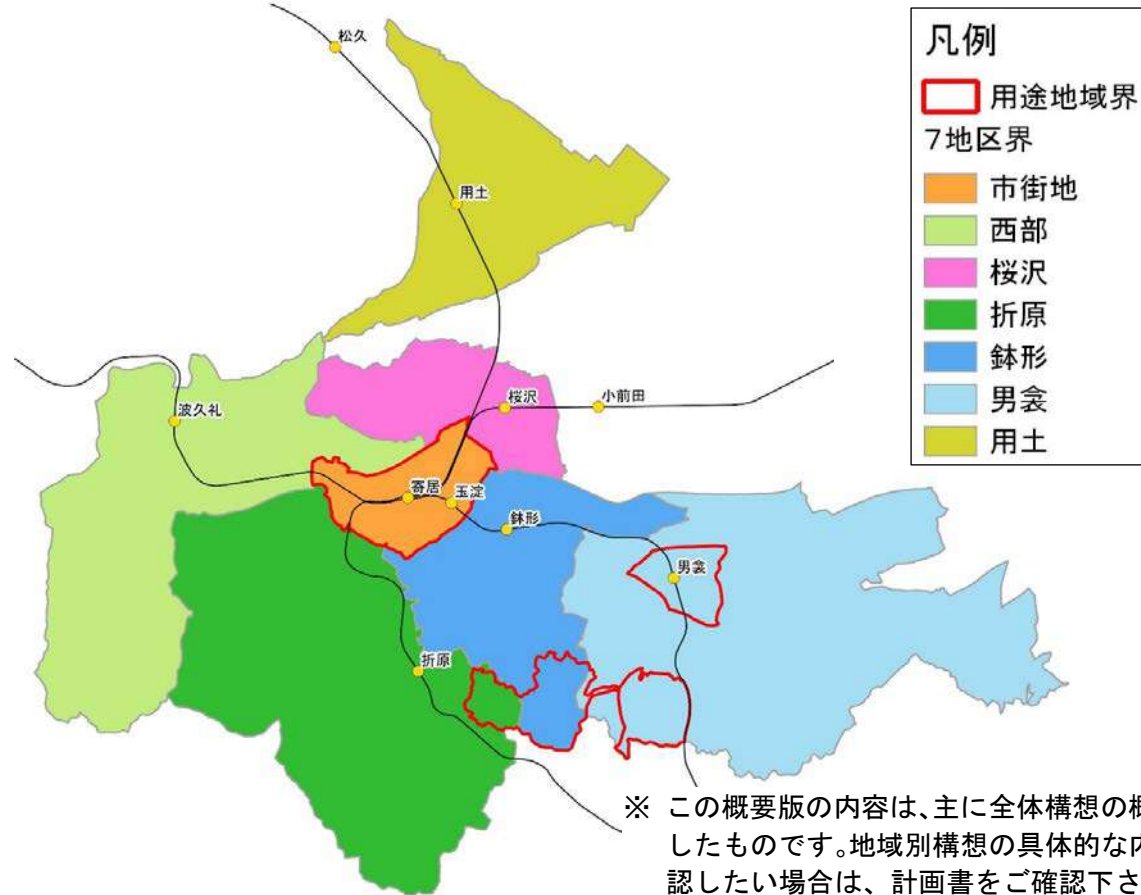 松久
用土
波久礼
桜沢
小前田
寄居
玉淀
鉢形
男衾
折原
凡例
用途地域界
7地区界
市街地
西部
桜沢
折原
鉢形
男衾
用土
※ この概要版の内容は、主に全体構想の概
したものです。地域別構想の具体的な内
認したい場合は、計画書をご確認下さ